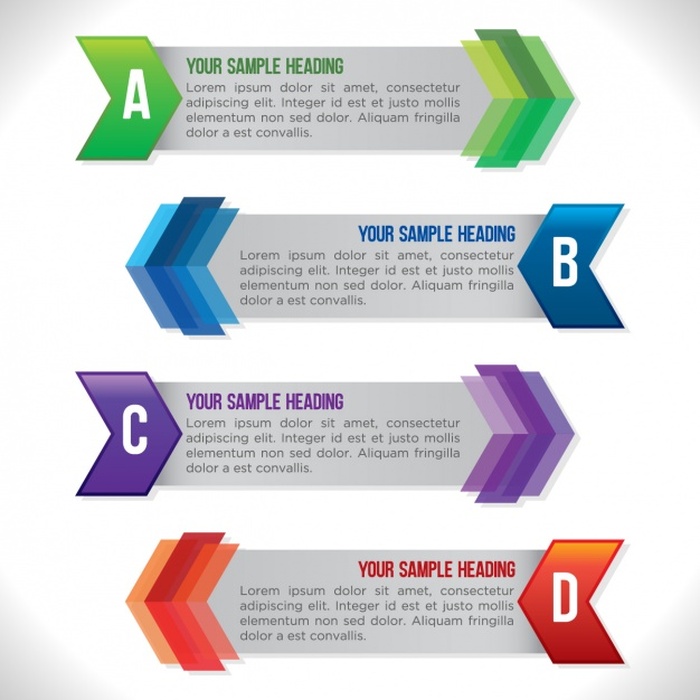 A
YOUR SAMPLE HEADING
Lorem ipsum dolor sit amet, consectetur
adipiscing elit. Index id est et justo mollis
euismod non sed dolor. Aliquam fringilla
dolor a est convallis.
YOUR SAMPLE HEADING
B
Lorem ipsum dolor sit amet, consectetur
adipiscing elit. Integer id est et justo mollis
euismod non sed dolor. Aliquam fringilla
dolor a est convallis.
C
YOUR SAMPLE HEADING
Lorem ipsum dolor sit amet, consectetur
adipiscing elit. Integer id est et justo mollis
euismod non sed dolor. Aliquam fringilla
dolor a est convallis.
YOUR SAMPLE HEADING
D
Lorem ipsum dolor sit amet, consectetur
adipiscing elit. Integer id est et justo mollis
euismod non sed dolor. Aliquam fringilla
dolor a est convallis.